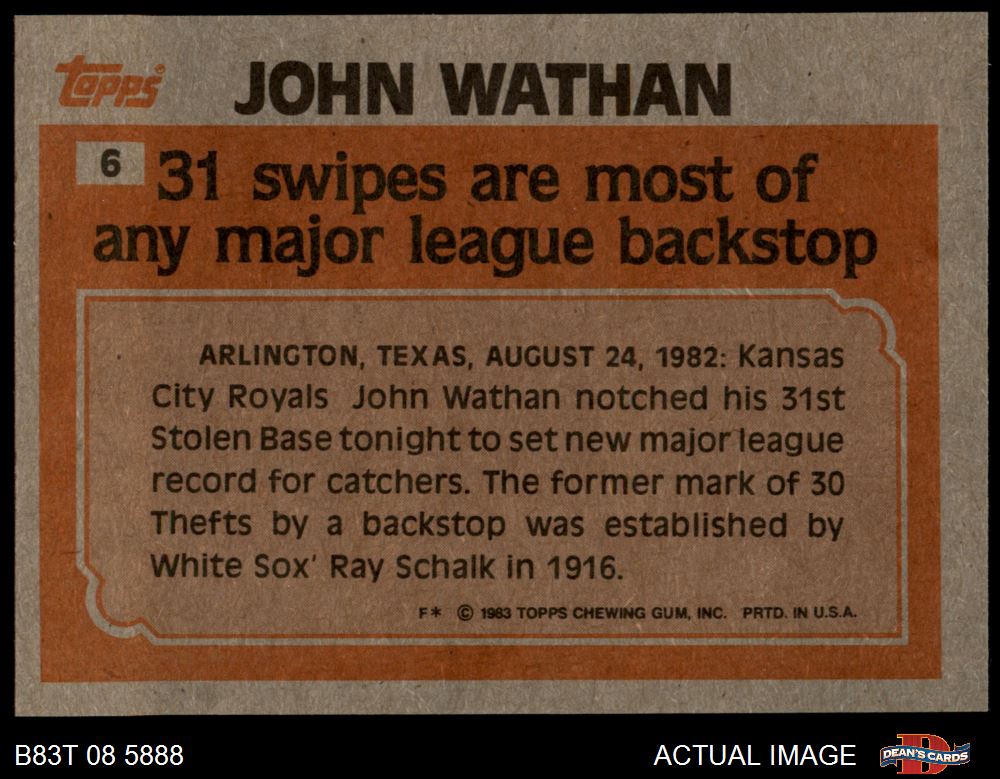 topps
JOHN WATHAN
6
31 swipes are most of
any major league backstop
ARLINGTON, TEXAS, AUGUST 24, 1982: Kansas
City Royals John Wathan notched his 31st
Stolen Base tonight to set new major league
record for catchers. The former mark of 30
Thefts by a backstop was established by
White Sox' Ray Schalk in 1916.
F* © 1983 TOPPS CHEWING GUM, INC. PRTD. IN U.S.A.
B83T 08 5888
ACTUAL IMAGE
DEAN'S CARDS